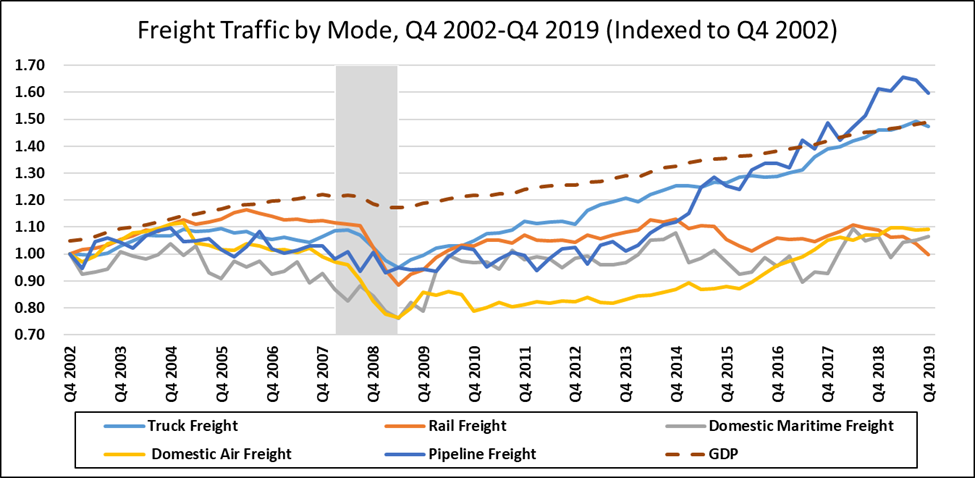 Freight Traffic by Mode, Q4 2002-Q4 2019 (Indexed to Q4 2002)
1.70
1.60
1.50
1.40
1.30
1.20
1.10
1.00
0.90
0.80
0.70
Q4 2002
Q4 2003
Q4 2004
Q4 2005
Q4 2006
Q4 2007
Q4 2008
Q4 2009
Q4 2010
Q4 2011
Q4 2012
Q4 2013
Q4 2014
Q4 2015
Q4 2016
Q4 2017
Q4 2018
Q4 2019
Truck Freight Rail Freight Domestic Maritime Freight
Domestic Air Freight Pipeline Freight GDP